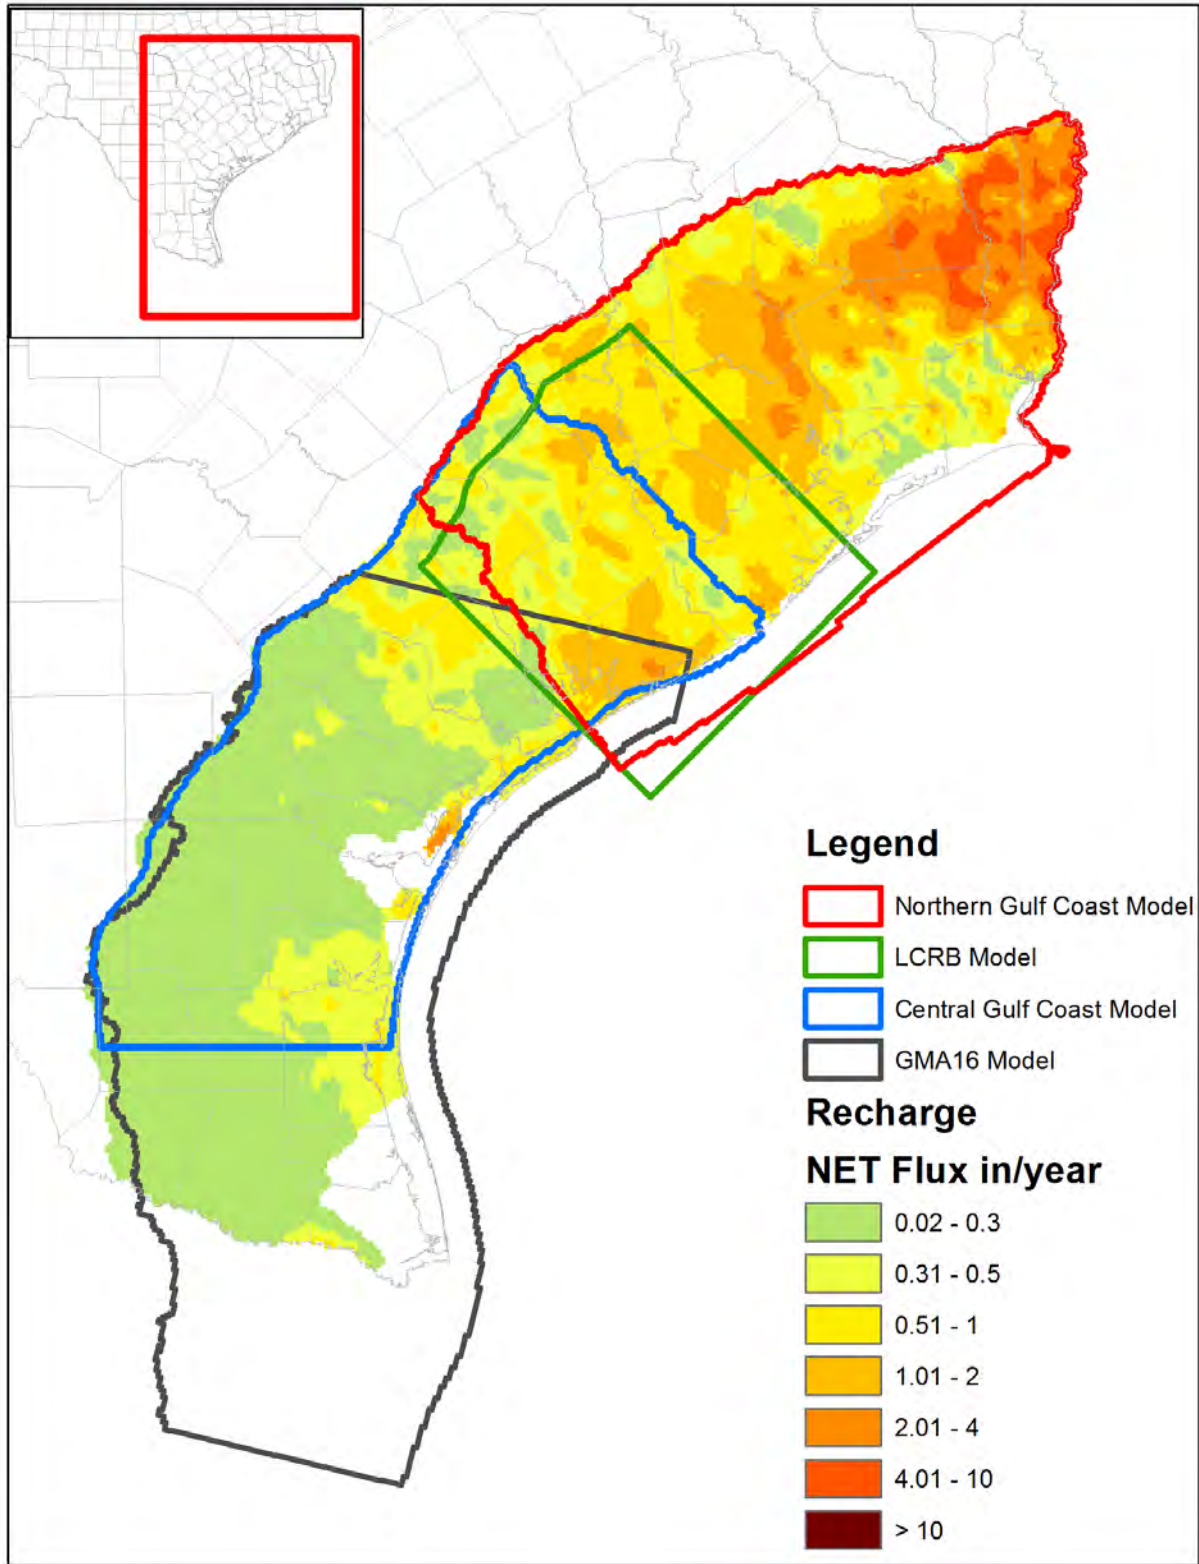 Legend
Northern Gulf Coast Model
LCRB Model
Central Gulf Coast Model
GMA16 Model
Recharge
NET Flux in/year
0.02 - 0.3
0.31 - 0.5
0.51 - 1
1.01 - 2
2.01 - 4
4.01 - 10
> 10